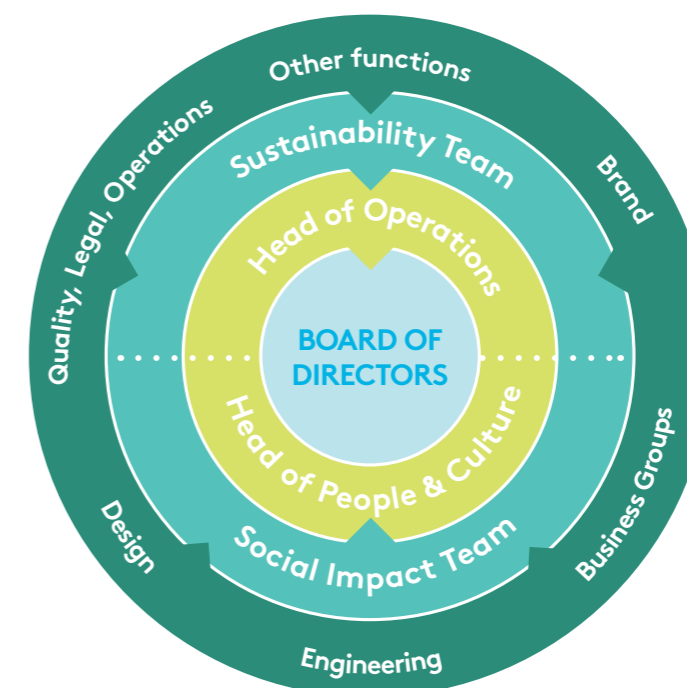 Other functions
Quality, Legal, Operations
Brand
Sustainability Team
Head of Operations
BOARD OF
DIRECTORS
Head of People & Culture
Social Impact Team
Design
Business Groups
Engineering